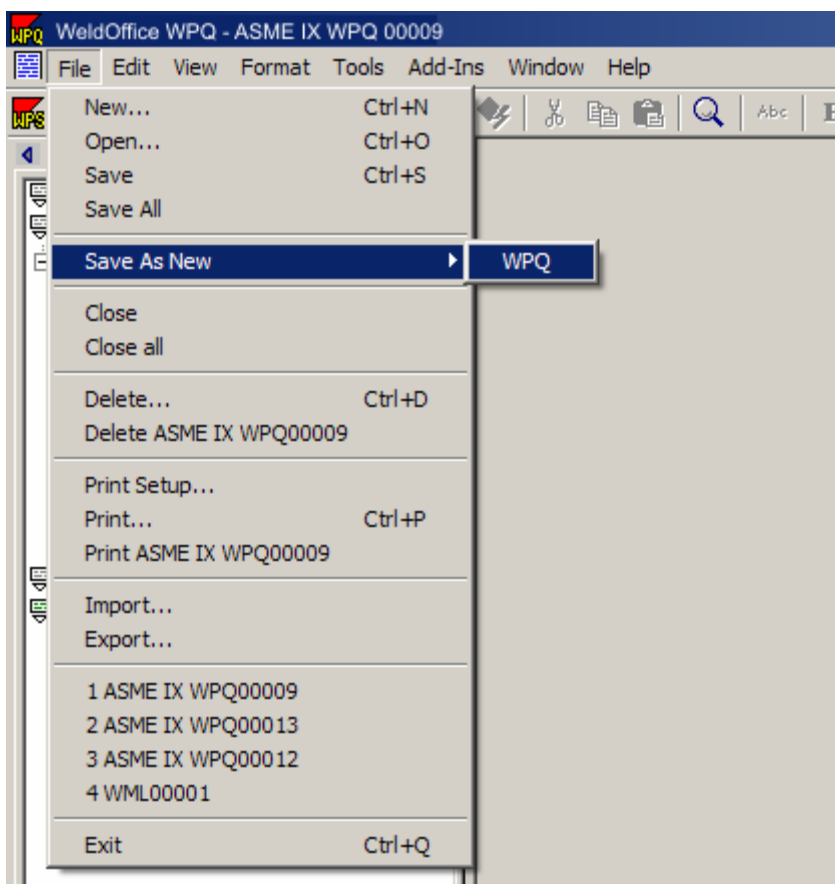 WPQ WeldOffice WPQ - ASME IX WPQ 00009
File Edit View Format Tools Add-Ins Window Help
WPS Abc
New... Ctrl+N
Open... Ctrl+O
Save Ctrl+S
Save All
Save As New WPQ
Close
Close all
Delete... Ctrl+D
Delete ASME IX WPQ00009
Print Setup...
Print... Ctrl+P
Print ASME IX WPQ00009
Import...
Export...
1 ASME IX WPQ00009
2 ASME IX WPQ00013
3 ASME IX WPQ00012
4 WML00001
Exit Ctrl+Q